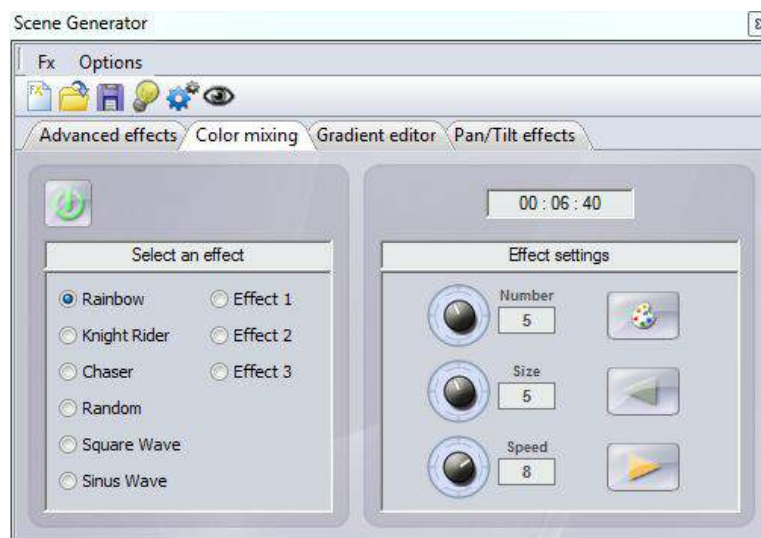 Scene Generator
Fx Options
FX
Advanced effects Color mixing Gradient editor Pan/Tilt effects
00 : 06 : 40
Select an effect
Rainbow Effect 1
Knight Rider Effect 2
Chaser Effect 3
Random
Square Wave
Sinus Wave
Effect settings
Number
5
Size
5
Speed
8